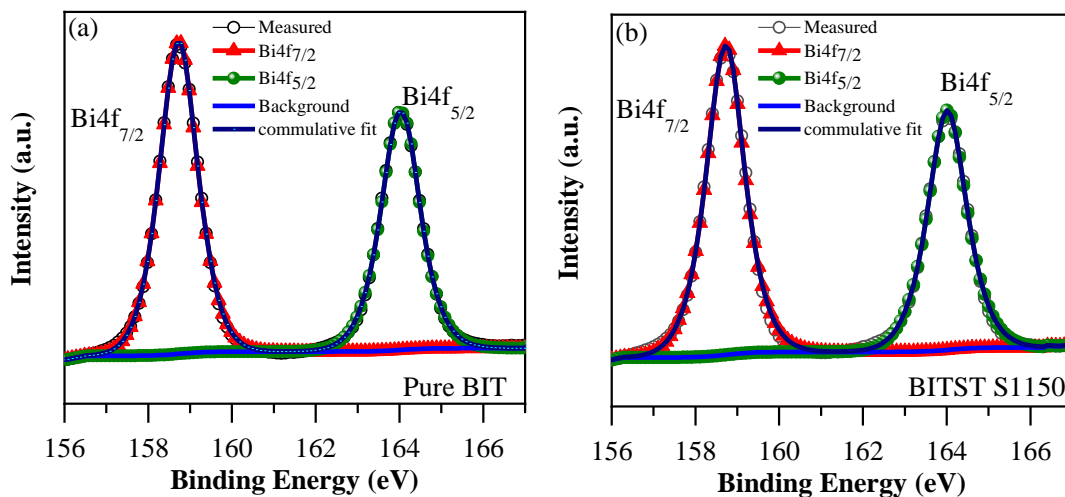 (a)
Measured
Bi4f7/2
Bi4f5/2
Background
commulative fit
Bi4f7/2
Bi4f5/2
Pure BIT
Intensity (a.u.)
156 158 160 162 164 166
Binding Energy (eV)
(b)
Measured
Bi4f7/2
Bi4f5/2
Background
commulative fit
Bi4f7/2
Bi4f5/2
BITST S1150
Intensity (a.u.)
156 158 160 162 164 166
Binding Energy (eV)